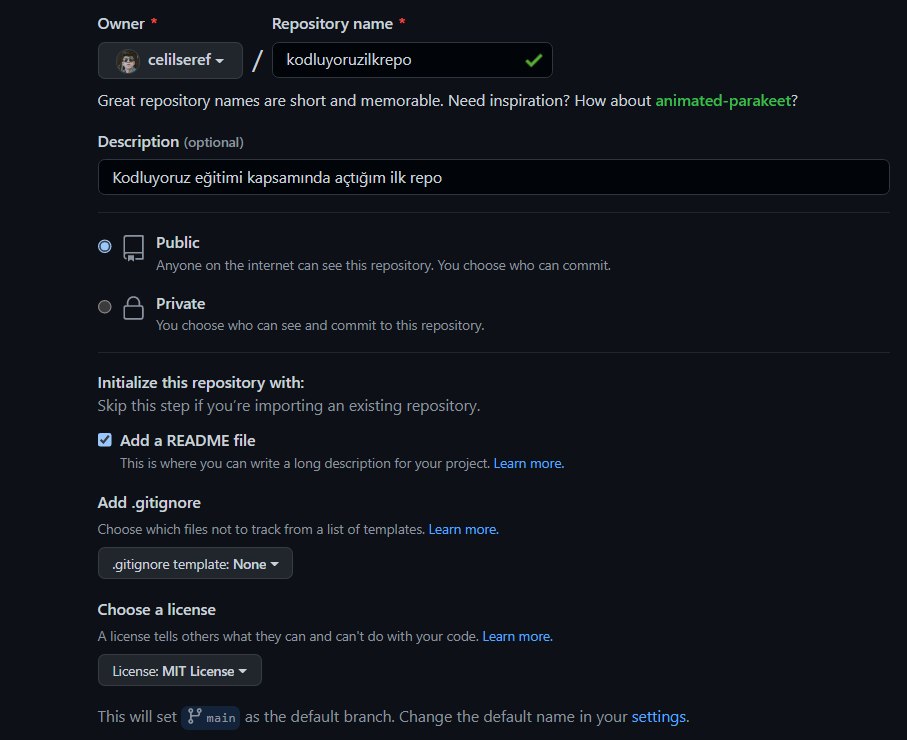 Owner * Repository name *
celilseref / kodluyoruzilkrepo
Great repository names are short and memorable. Need inspiration? How about animated-parakeet?
Description (optional)
Kodluyoruz eğitimi kapsamında açtığım ilk repo
Public
Anyone on the internet can see this repository. You choose who can commit.
Private
You choose who can see and commit to this repository.
Initialize this repository with:
Skip this step if you're importing an existing repository.
Add a README file
This is where you can write a long description for your project. Learn more.
Add .gitignore
Choose which files not to track from a list of templates. Learn more.
.gitignore template: None
Choose a license
A license tells others what they can and can't do with your code. Learn more.
License: MIT License
This will set main as the default branch. Change the default name in your settings.